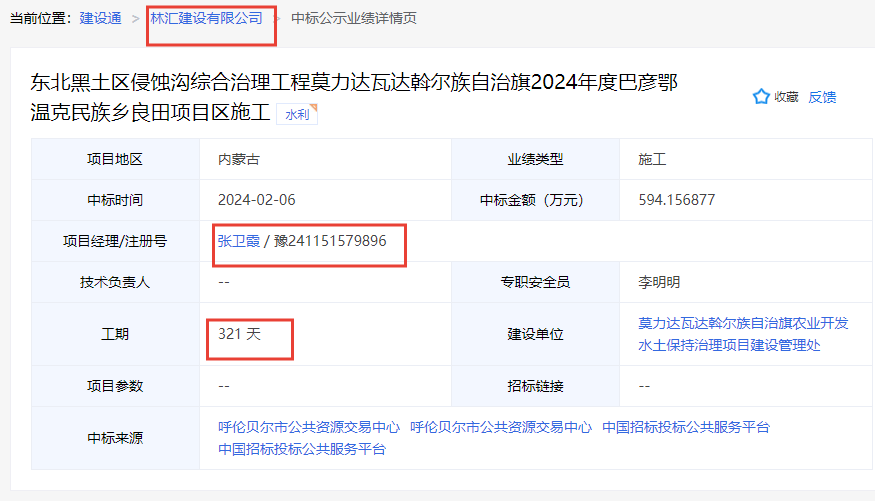 当前位置：建设通 > 林汇建设有限公司 > 中标公示业绩详情页
东北黑土区侵蚀沟综合治理工程莫力达瓦达斡尔族自治旗2024年度巴彦鄂
温克民族乡良田项目区施工 水利
收藏 反馈
项目地区 内蒙古 业绩类型 施工
中标时间 2024-02-06 中标金额（万元） 594.156877
项目经理/注册号 张卫霞 / 豫241151579896
技术负责人 -- 专职安全员 李明明
工期 321 天 建设单位 莫力达瓦达斡尔族自治旗农业开发
水土保持治理项目建设管理处
项目参数 -- 招标链接 --
中标来源 呼伦贝尔市公共资源交易中心 呼伦贝尔市公共资源交易中心 中国招标投标公共服务平台
中国招标投标公共服务平台